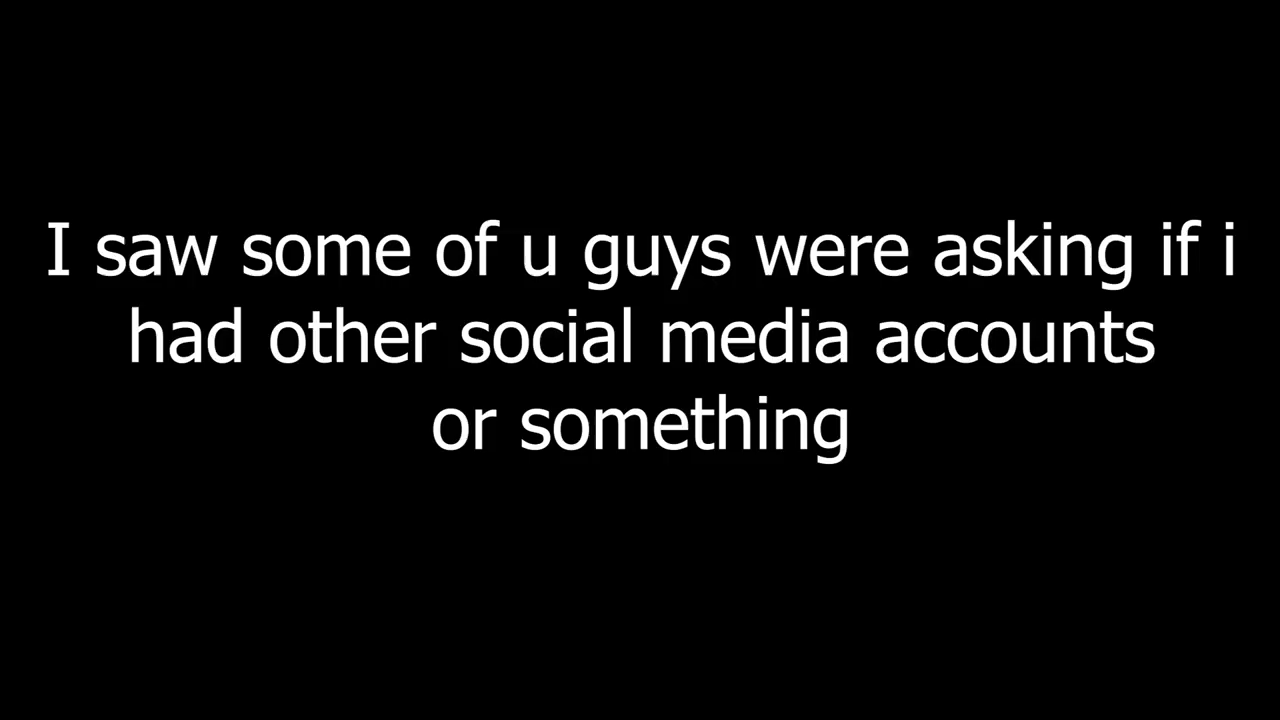 I saw some of u guys were asking if i
had other social media accounts
or something